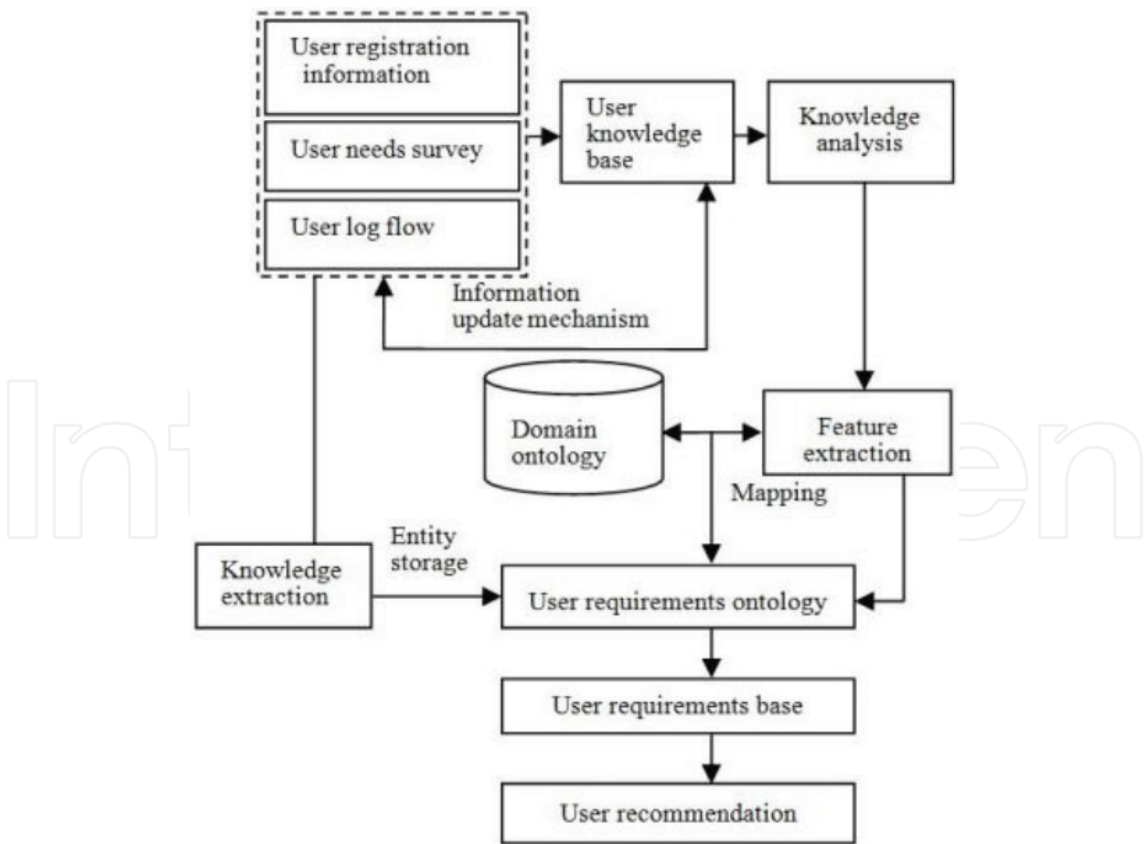 User registration
information
User needs survey
User log flow
User
knowledge
base
Knowledge
analysis
Information
update mechanism
Domain
ontology
Feature
extraction
Mapping
Entity
storage
Knowledge
extraction
User requirements ontology
User requirements base
User recommendation